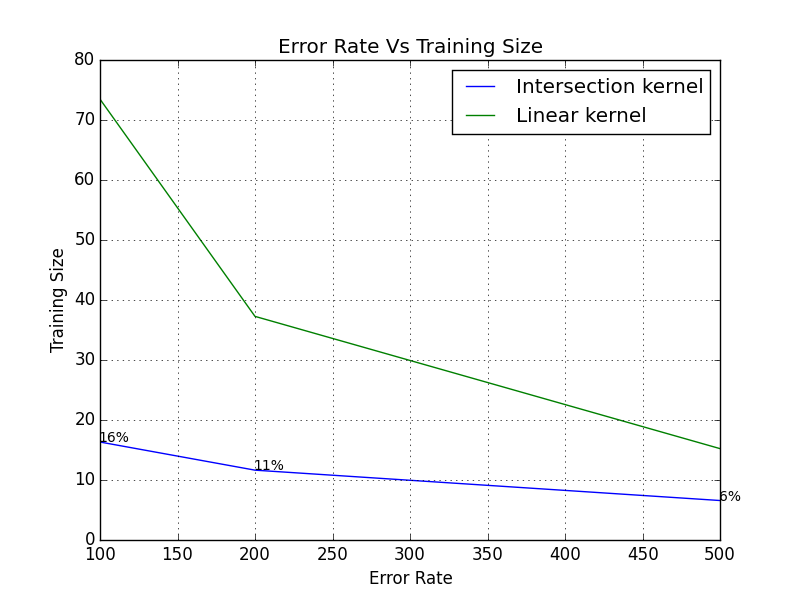 Error Rate Vs Training Size
Intersection kernel
Linear kernel
80
70
60
50
40
30
20
10
0
Training Size
16%
11%
6%
100 150 200 250 300 350 400 450 500
Error Rate